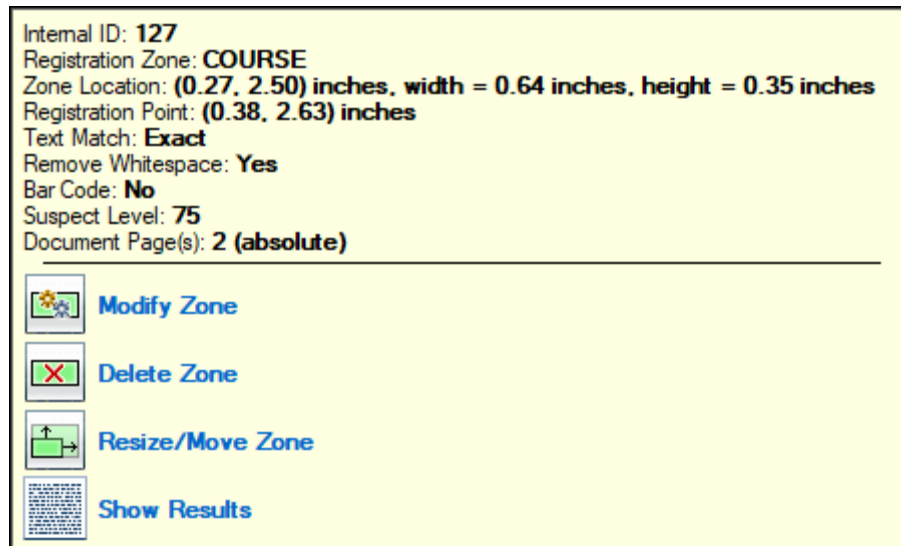 Internal ID: 127
Registration Zone: COURSE
Zone Location: (0.27, 2.50) inches, width = 0.64 inches, height = 0.35 inches
Registration Point: (0.38, 2.63) inches
Text Match: Exact
Remove Whitespace: Yes
Bar Code: No
Suspect Level: 75
Document Page(s): 2 (absolute)
Modify Zone
Delete Zone
Resize/Move Zone
Show Results